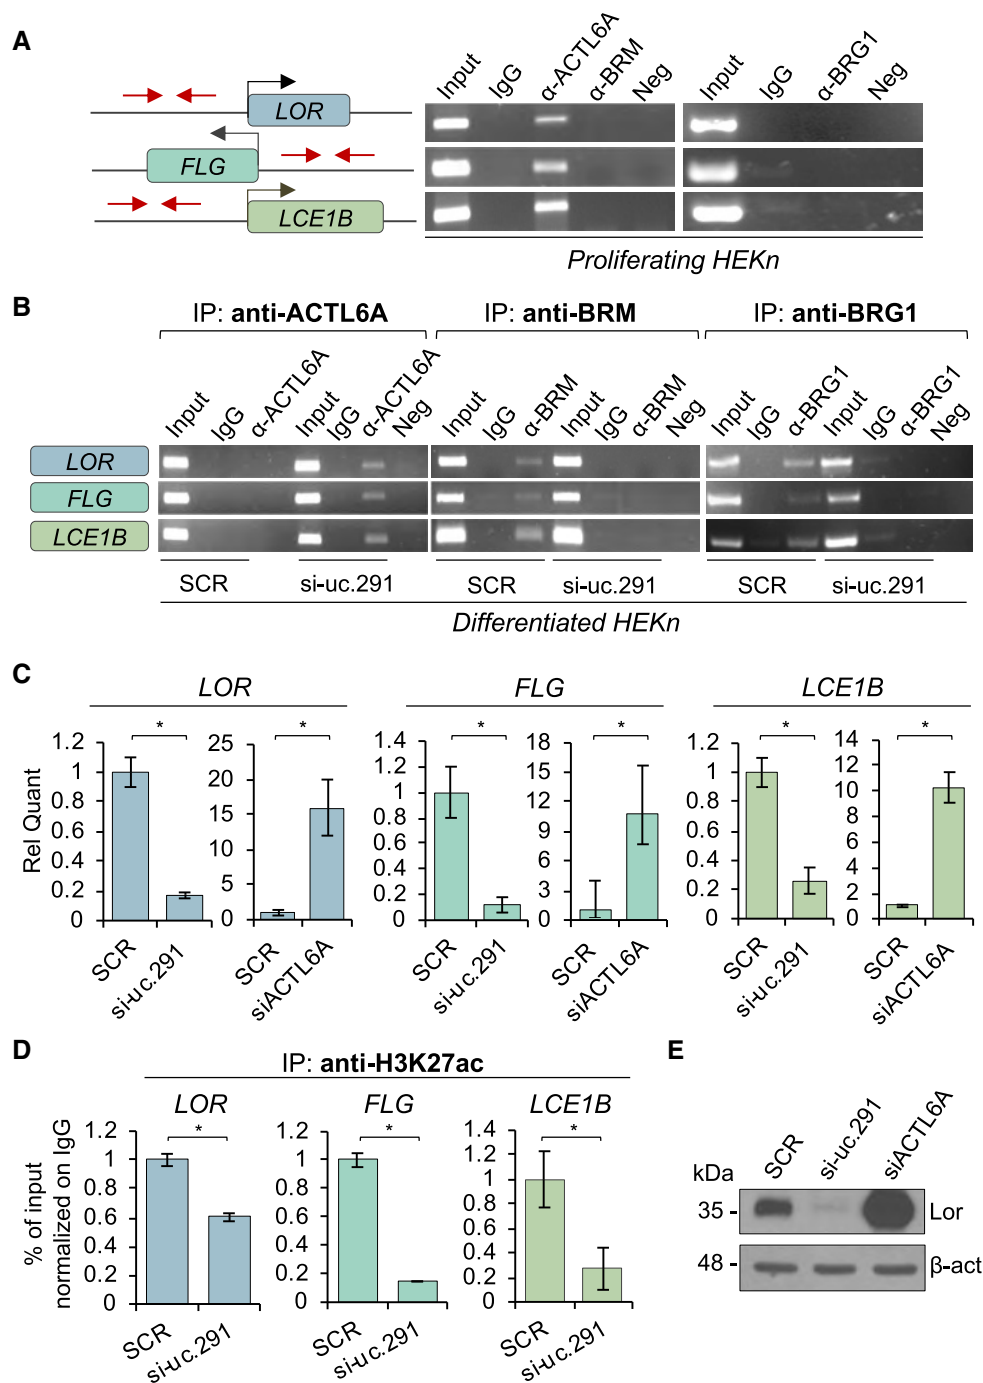 A
Input IgG α-ACTL6A α-BRM Neg Input IgG α-BRG1 Neg
LOR
FLG
LCE1B
Proliferating HEKn
B
IP: anti-ACTL6A IP: anti-BRM IP: anti-BRG1
Input IgG α-ACTL6A Input IgG α-ACTL6A Neg Input IgG α-BRM Input IgG α-BRM Neg Input IgG α-BRG1 Input IgG α-BRG1 Neg
LOR
FLG
LCE1B
SCR si-uc.291 SCR si-uc.291 SCR si-uc.291
Differentiated HEKn
C
LOR FLG LCE1B
Rel Quant
* * * * * *
1.2 1 0.8 0.6 0.4 0.2 0
25 20 15 10 5 0
1.4 1.2 1 0.8 0.6 0.4 0.2 0
18 15 12 9 6 3 0
1.2 1 0.8 0.6 0.4 0.2 0
14 12 10 8 6 4 2 0
SCR si-uc.291 SCR siACTL6A SCR si-uc.291 SCR siACTL6A SCR si-uc.291 SCR siACTL6A
D
IP: anti-H3K27ac
LOR FLG LCE1B
% of input
normalized on IgG
* * *
1.2 1 0.8 0.6 0.4 0.2 0
1.2 1 0.8 0.6 0.4 0.2 0
1.4 1.2 1 0.8 0.6 0.4 0.2 0
SCR si-uc.291 SCR si-uc.291 SCR si-uc.291
E
SCR si-uc.291 siACTL6A
kDa
35 - Lor
48 - β-act